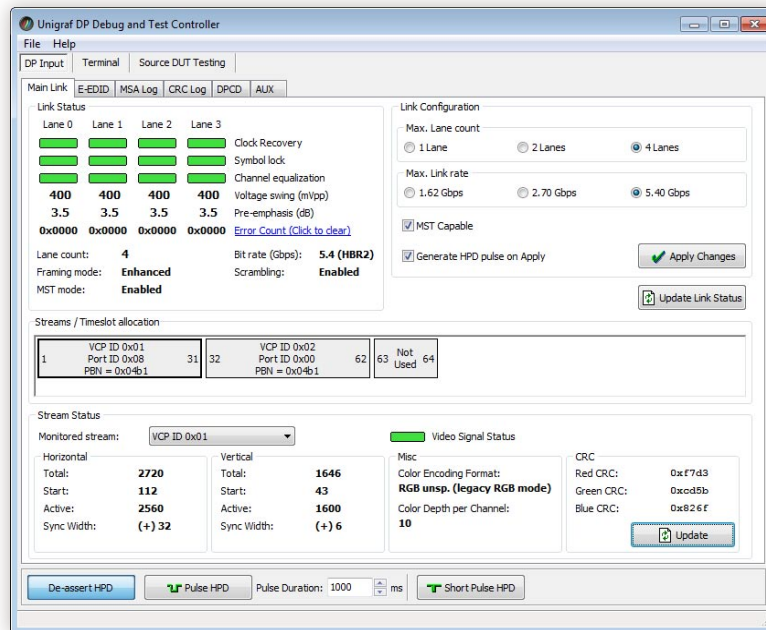 Unigraf DP Debug and Test Controller
File Help
DP Input Terminal Source DUT Testing
Main Link E-EDID MSA Log CRC Log DPCD AUX
Link Status
Lane 0 Lane 1 Lane 2 Lane 3
Clock Recovery
Symbol lock
Channel equalization
400 400 400 400 Voltage swing (mVpp)
3.5 3.5 3.5 3.5 Pre-emphasis (dB)
0x0000 0x0000 0x0000 0x0000 Error Count (Click to clear)
Lane count: 4 Bit rate (Gbps): 5.4 (HBR2)
Framing mode: Enhanced Scrambling: Enabled
MST mode: Enabled
Link Configuration
Max. Lane count
1 Lane 2 Lanes 4 Lanes
Max. Link rate
1.62 Gbps 2.70 Gbps 5.40 Gbps
MST Capable
Generate HPD pulse on Apply Apply Changes
Update Link Status
Streams / Timeslot allocation
1 VCP ID 0x01 Port ID 0x08 PBN = 0x04b1 31
32 VCP ID 0x02 Port ID 0x00 PBN = 0x04b1 62
63 Not Used 64
Stream Status
Monitored stream: VCP ID 0x01 Video Signal Status
Horizontal
Total: 2720
Start: 112
Active: 2560
Sync Width: (+) 32
Vertical
Total: 1646
Start: 43
Active: 1600
Sync Width: (+) 6
Misc
Color Encoding Format:
RGB unsp. (legacy RGB mode)
Color Depth per Channel:
10
CRC
Red CRC: 0xf7d3
Green CRC: 0xcd5b
Blue CRC: 0x826f
Update
De-assert HPD Pulse HPD Pulse Duration: 1000 ms Short Pulse HPD